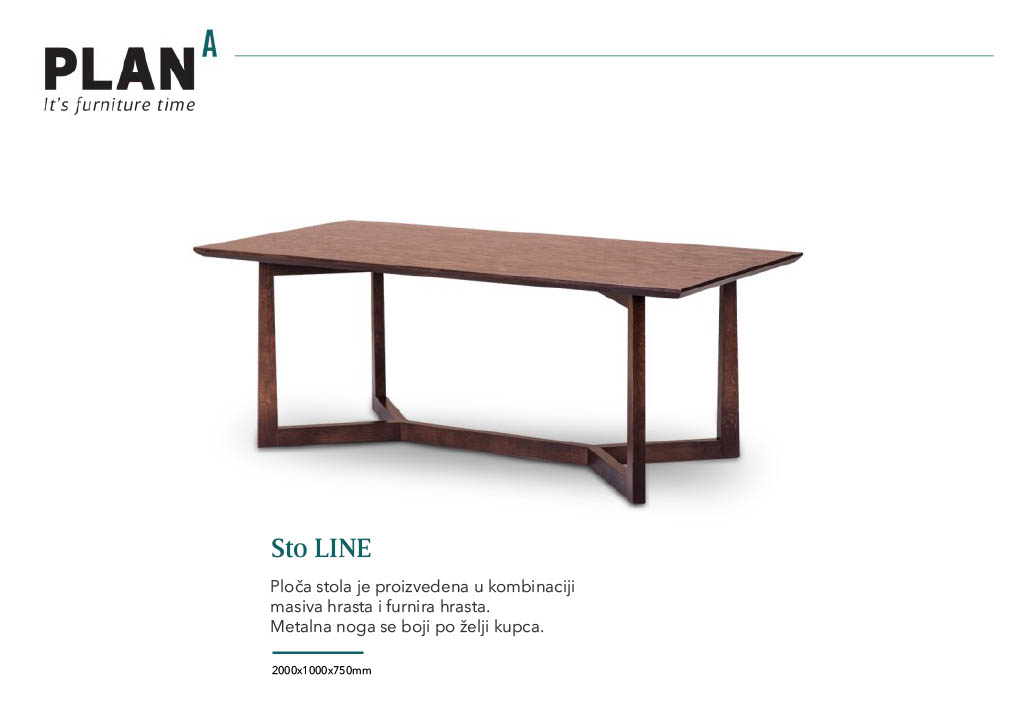 PLAN A
It's furniture time
Sto LINE
Ploča stola je proizvedena u kombinaciji
masiva hrasta i furnira hrasta.
Metalna noga se boji po želji kupca.
2000x1000x750mm